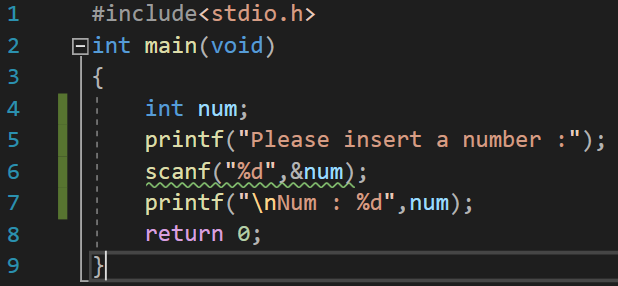 1 #include<stdio.h>
2 int main(void)
3 {
4 int num;
5 printf("Please insert a number :");
6 scanf("%d",&num);
7 printf("\nNum : %d",num);
8 return 0;
9 }